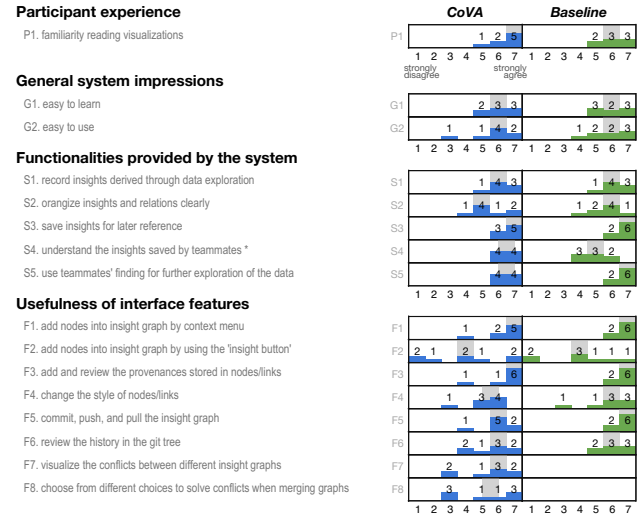 Participant experience CoVA Baseline
P1. familiarity reading visualizations P1 1 2 5 2 3 3
1 2 3 4 5 6 7 1 2 3 4 5 6 7
strongly disagree strongly agree
General system impressions
G1. easy to learn G1 2 3 3 3 2 3
G2. easy to use G2 1 1 4 2 1 2 2 3
1 2 3 4 5 6 7 1 2 3 4 5 6 7
Functionalities provided by the system
S1. record insights derived through data exploration S1 1 4 3 1 4 3
S2. orangize insights and relations clearly S2 1 4 1 2 1 2 4 1
S3. save insights for later reference S3 3 5 2 6
S4. understand the insights saved by teammates * S4 4 4 3 3 2
S5. use teammates' finding for further exploration of the data S5 4 4 2 6
1 2 3 4 5 6 7 1 2 3 4 5 6 7
Usefulness of interface features
F1. add nodes into insight graph by context menu F1 1 2 5 2 6
F2. add nodes into insight graph by using the 'insight button' F2 2 1 2 1 2 2 3 1 1 1
F3. add and review the provenances stored in nodes/links F3 1 1 6 2 6
F4. change the style of nodes/links F4 1 3 4 1 1 3 3
F5. commit, push, and pull the insight graph F5 1 5 2 2 6
F6. review the history in the git tree F6 2 1 3 2 2 3 3
F7. visualize the conflicts between different insight graphs F7 2 1 3 2
F8. choose from different choices to solve conflicts when merging graphs F8 3 1 1 3
1 2 3 4 5 6 7 1 2 3 4 5 6 7